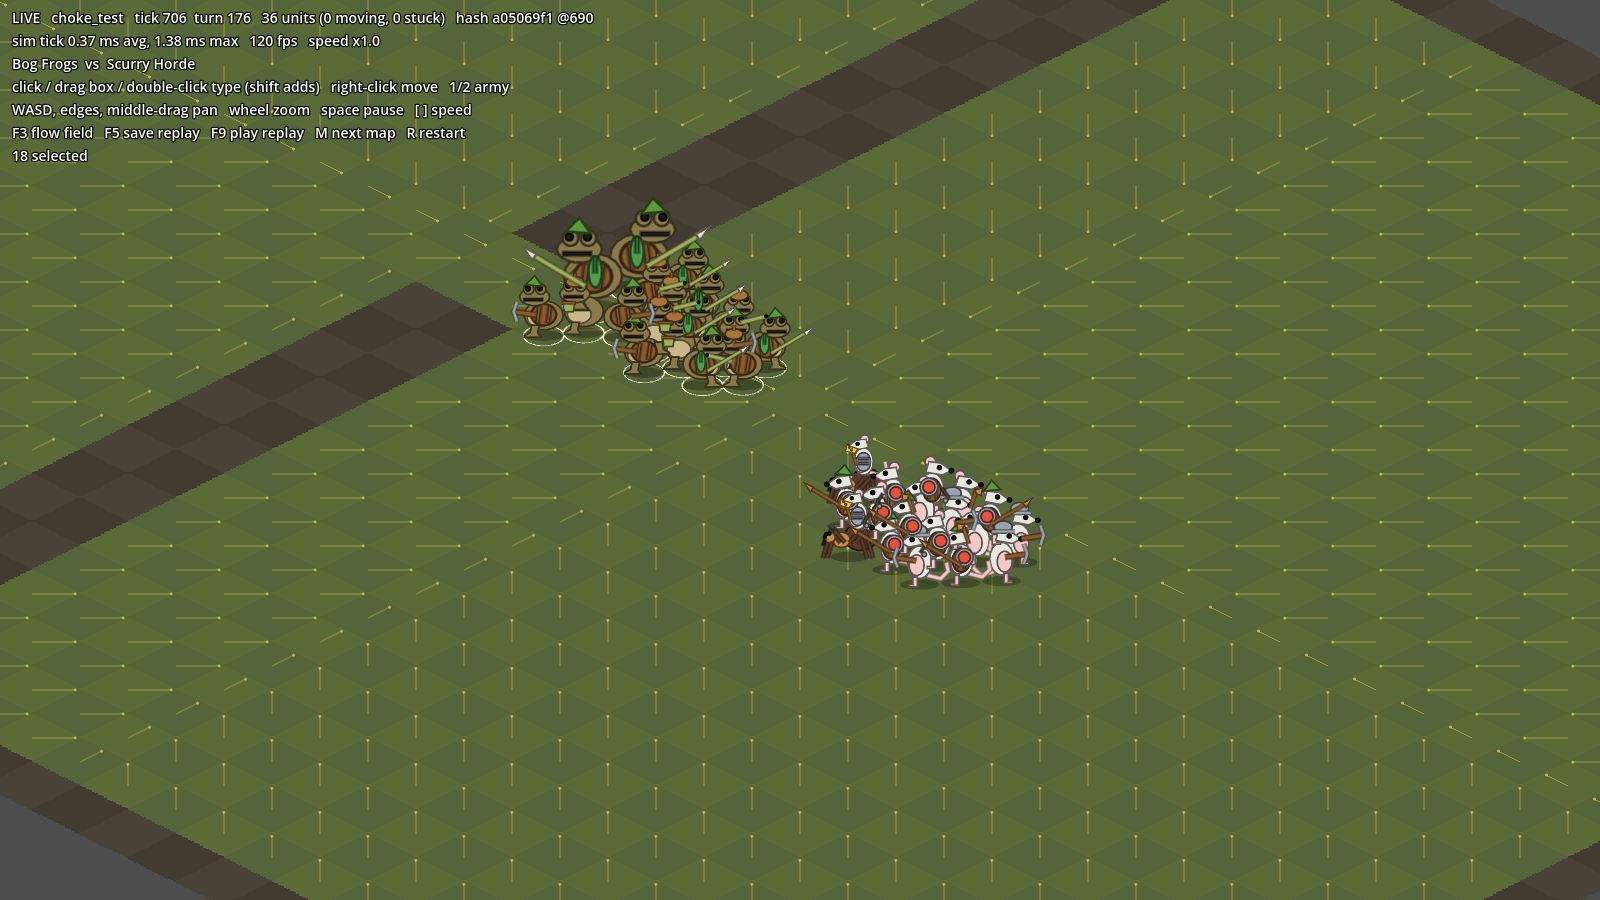 LIVE choke_test tick 706 turn 176 36 units (0 moving, 0 stuck) hash a05069f1 @690
sim tick 0.37 ms avg, 1.38 ms max 120 fps speed x1.0
Bog Frogs vs Scurry Horde
click / drag box / double-click type (shift adds) right-click move 1/2 army
WASD, edges, middle-drag pan wheel zoom space pause [ ] speed
F3 flow field F5 save replay F9 play replay M next map R restart
18 selected